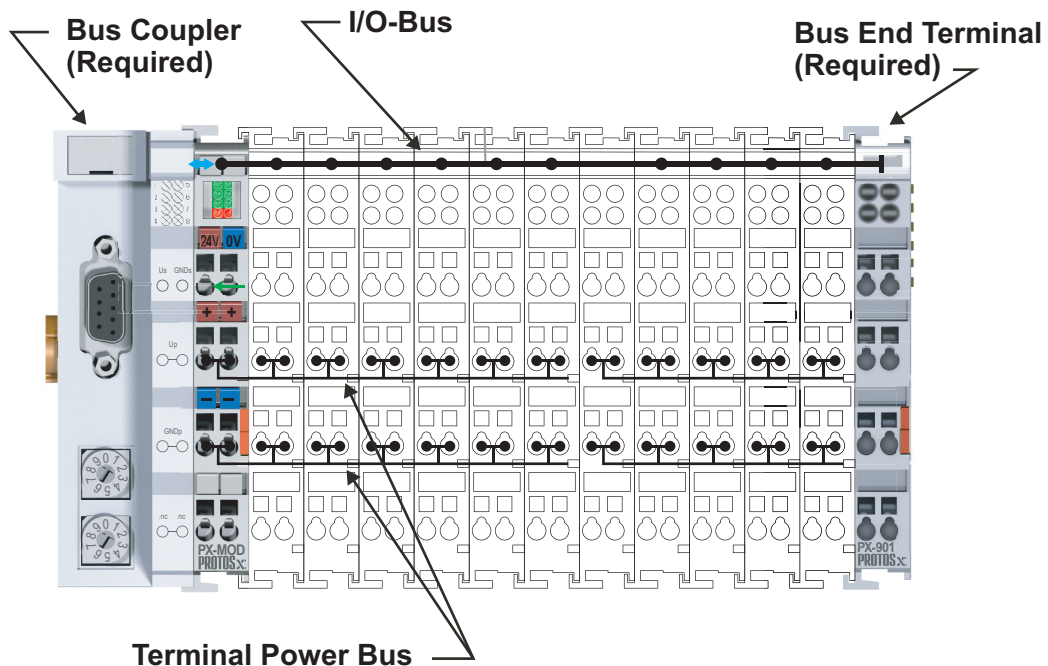 Bus Coupler
(Required)
I/O-Bus
Bus End Terminal
(Required)
24V 0V
Us GNDs
+ +
Up
- -
GNDp
.nc .nc
PX-MOD
PROTOS X
PX-901
PROTOS X
Terminal Power Bus